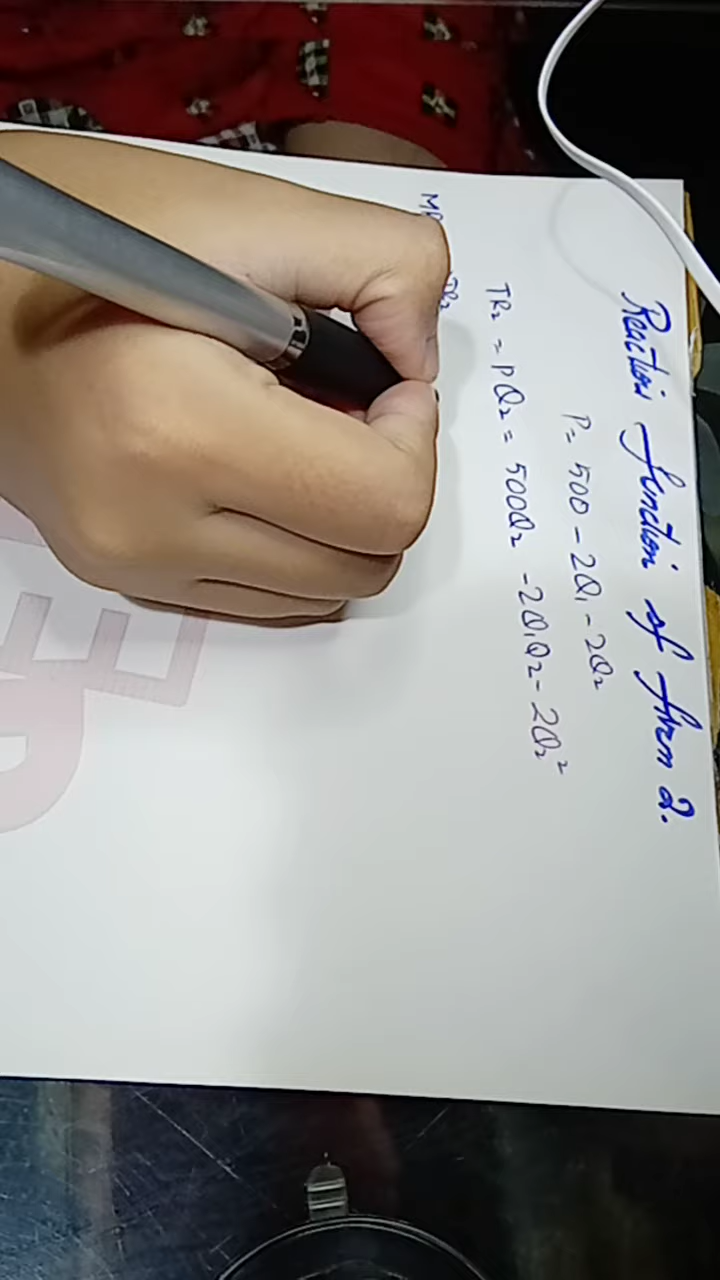 Reaction function of firm 2.
P = 500 - 2Q₁ - 2Q₂
TR₂ = PQ₂ = 500Q₂ - 2Q₁Q₂ - 2Q₂²